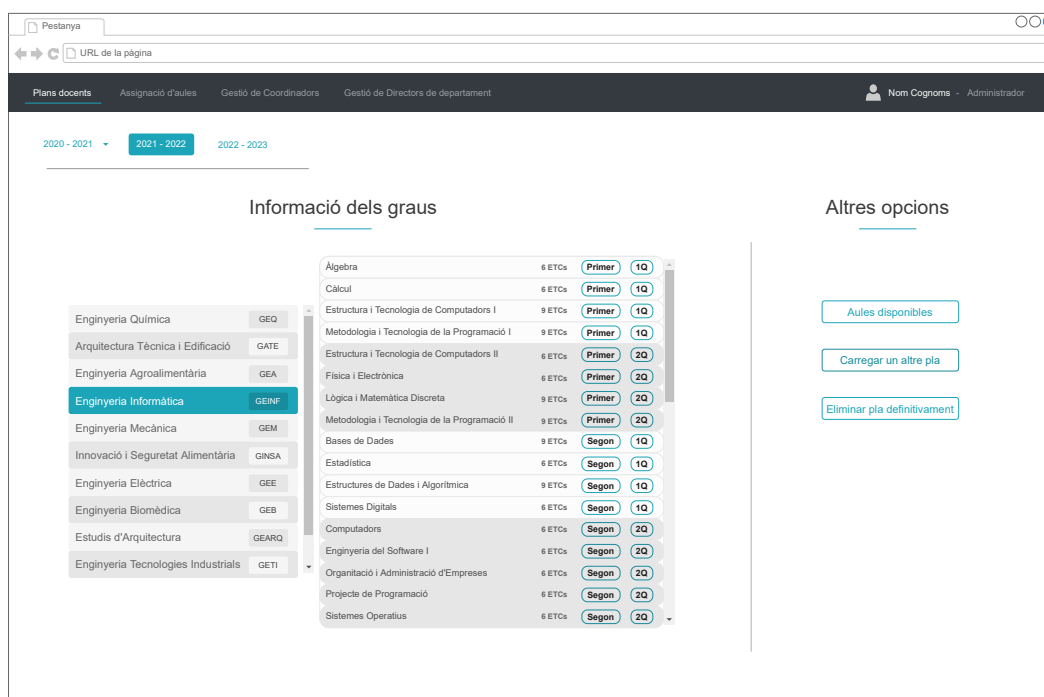 Pestanya
URL de la pàgina
Plans docents Assignació d'aules Gestió de Coordinadors Gestió de Directors de departament Nom Cognoms - Administrador
2020 - 2021 2021 - 2022 2022 - 2023
Informació dels graus
Altres opcions
Enginyeria Química GEQ
Arquitectura Tècnica i Edificació GATE
Enginyeria Agroalimentària GEA
Enginyeria Informàtica GEINF
Enginyeria Mecànica GEM
Innovació i Seguretat Alimentària GINSA
Enginyeria Elèctrica GEE
Enginyeria Biomèdica GEB
Estudis d'Arquitectura GEARQ
Enginyeria Tecnologies Industrials GETI
Àlgebra 6 ETCs Primer 1Q
Càlcul 6 ETCs Primer 1Q
Estructura i Tecnologia de Computadors I 9 ETCs Primer 1Q
Metodologia i Tecnologia de la Programació I 9 ETCs Primer 1Q
Estructura i Tecnologia de Computadors II 6 ETCs Primer 2Q
Física i Electrònica 6 ETCs Primer 2Q
Lògica i Matemàtica Discreta 9 ETCs Primer 2Q
Metodologia i Tecnologia de la Programació II 9 ETCs Primer 2Q
Bases de Dades 9 ETCs Segon 1Q
Estadística 6 ETCs Segon 1Q
Estructures de Dades i Algorítmica 9 ETCs Segon 1Q
Sistemes Digitals 6 ETCs Segon 1Q
Computadors 6 ETCs Segon 2Q
Enginyeria del Software I 6 ETCs Segon 2Q
Organització i Administració d'Empreses 6 ETCs Segon 2Q
Projecte de Programació 6 ETCs Segon 2Q
Sistemes Operatius 6 ETCs Segon 2Q
Aules disponibles
Carregar un altre pla
Eliminar pla definitivament